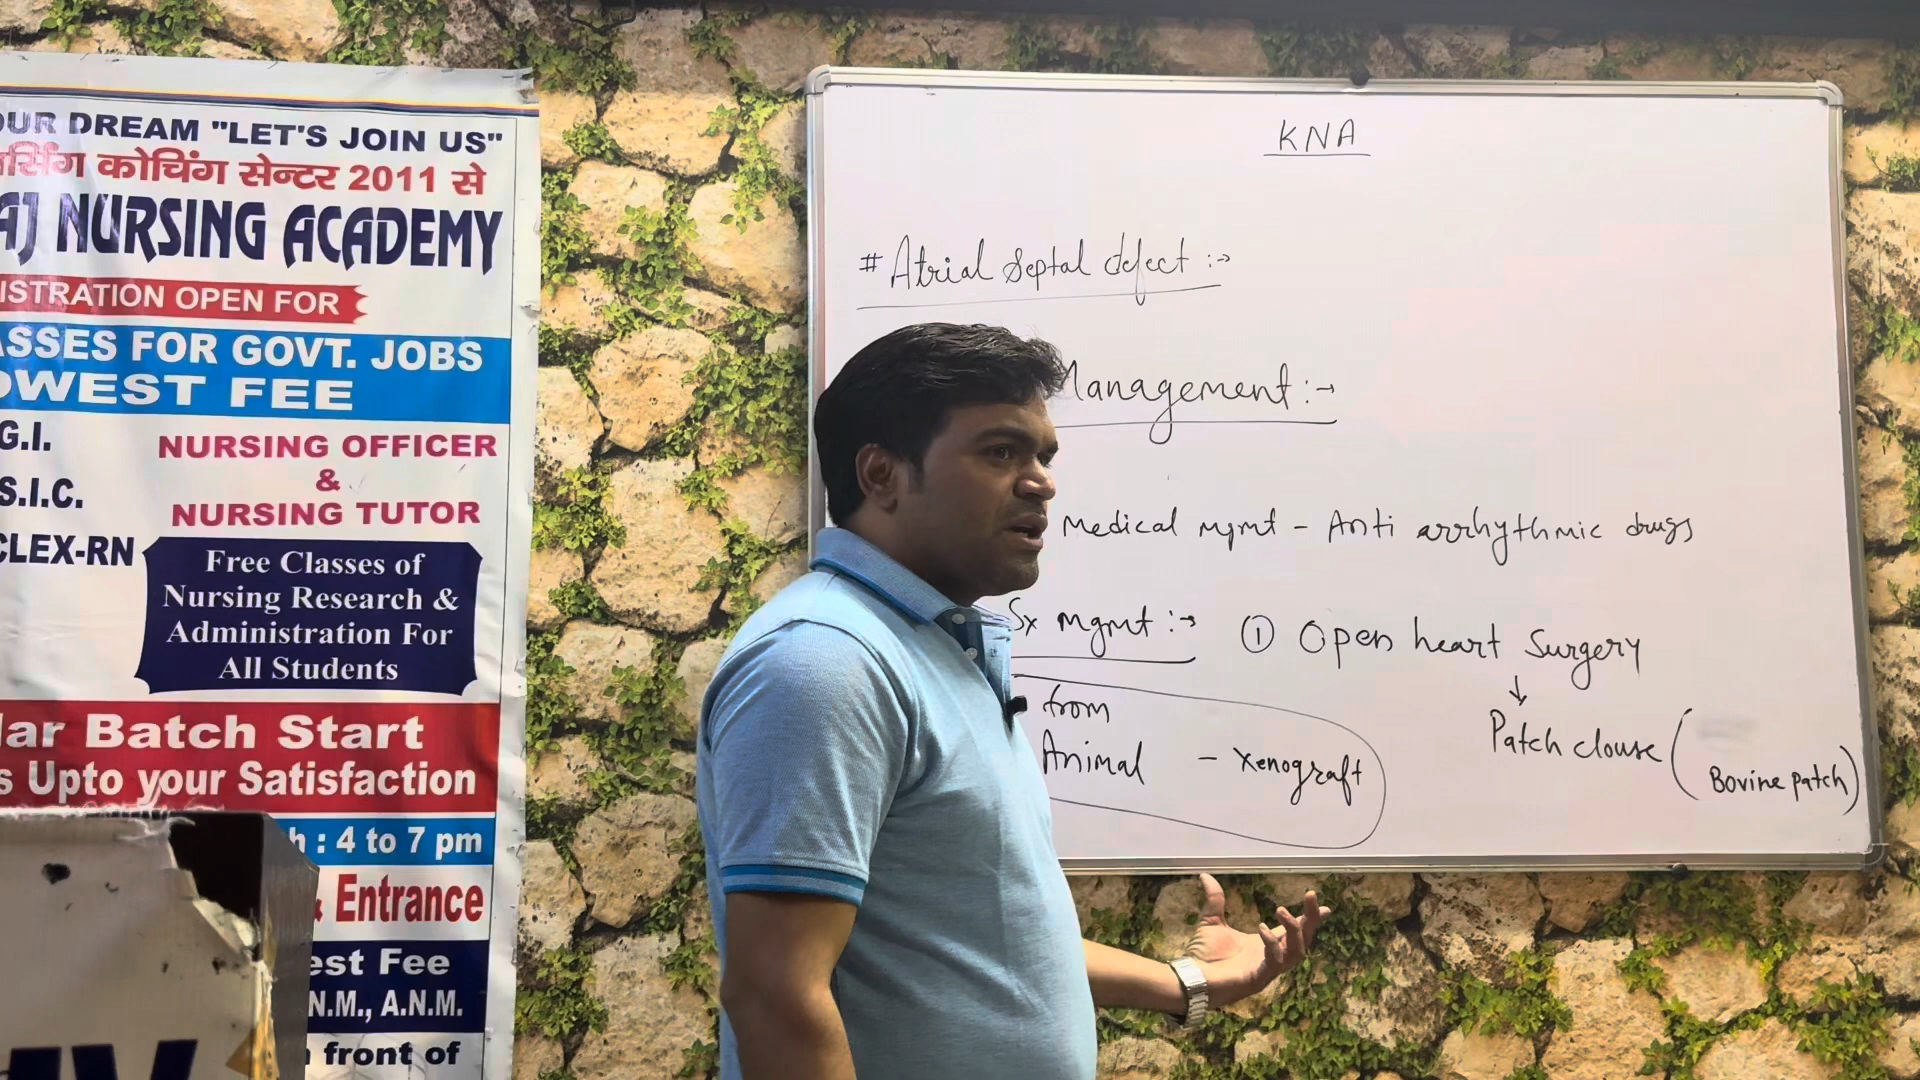 OUR DREAM "LET'S JOIN US"
र्सिंग कोचिंग सेन्टर 2011 से
AJ NURSING ACADEMY
ISTRATION OPEN FOR
ASSES FOR GOVT. JOBS
OWEST FEE
G.I.
NURSING OFFICER
&
S.I.C.
NURSING TUTOR
CLEX-RN
Free Classes of
Nursing Research &
Administration For
All Students
lar Batch Start
s Upto your Satisfaction
h : 4 to 7 pm
& Entrance
est Fee
N.M., A.N.M.
front of
KNA
# Atrial Septal defect :→
Management :→
Medical mgmt - Anti arrhythmic drugs
Sx mgmt :→ ① Open heart Surgery
↓
Patch clouse (Bovine patch)
from
Animal - Xenograft